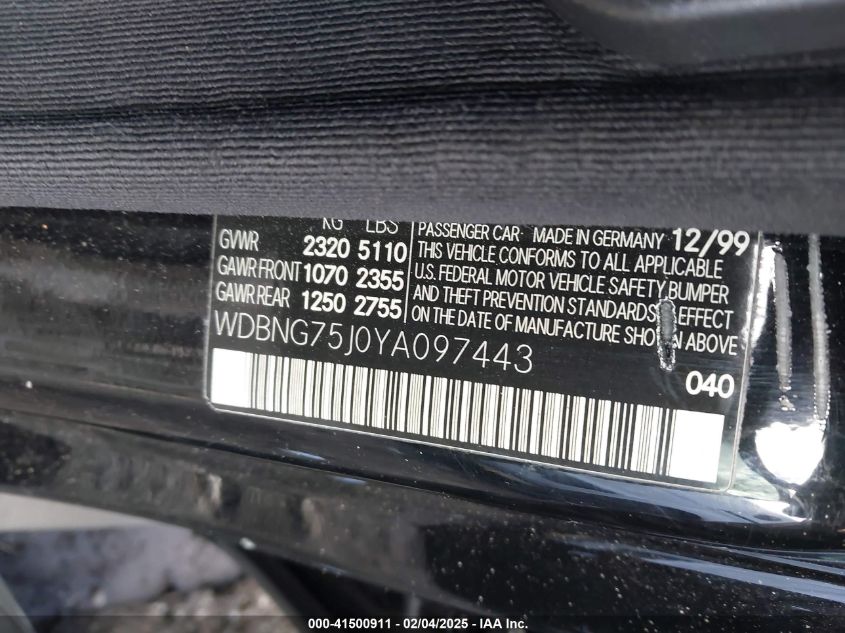 KG LBS
GVWR 2320 5110
GAWR FRONT 1070 2355
GAWR REAR 1250 2755
PASSENGER CAR MADE IN GERMANY 12/99
THIS VEHICLE CONFORMS TO ALL APPLICABLE
U.S. FEDERAL MOTOR VEHICLE SAFETY BUMPER
AND THEFT PREVENTION STANDARDS EFFECT
ON THE DATE OF MANUFACTURE SHOWN ABOVE
WDBNG75J0YA097443
040
000-41500911 - 02/04/2025 - IAA Inc.